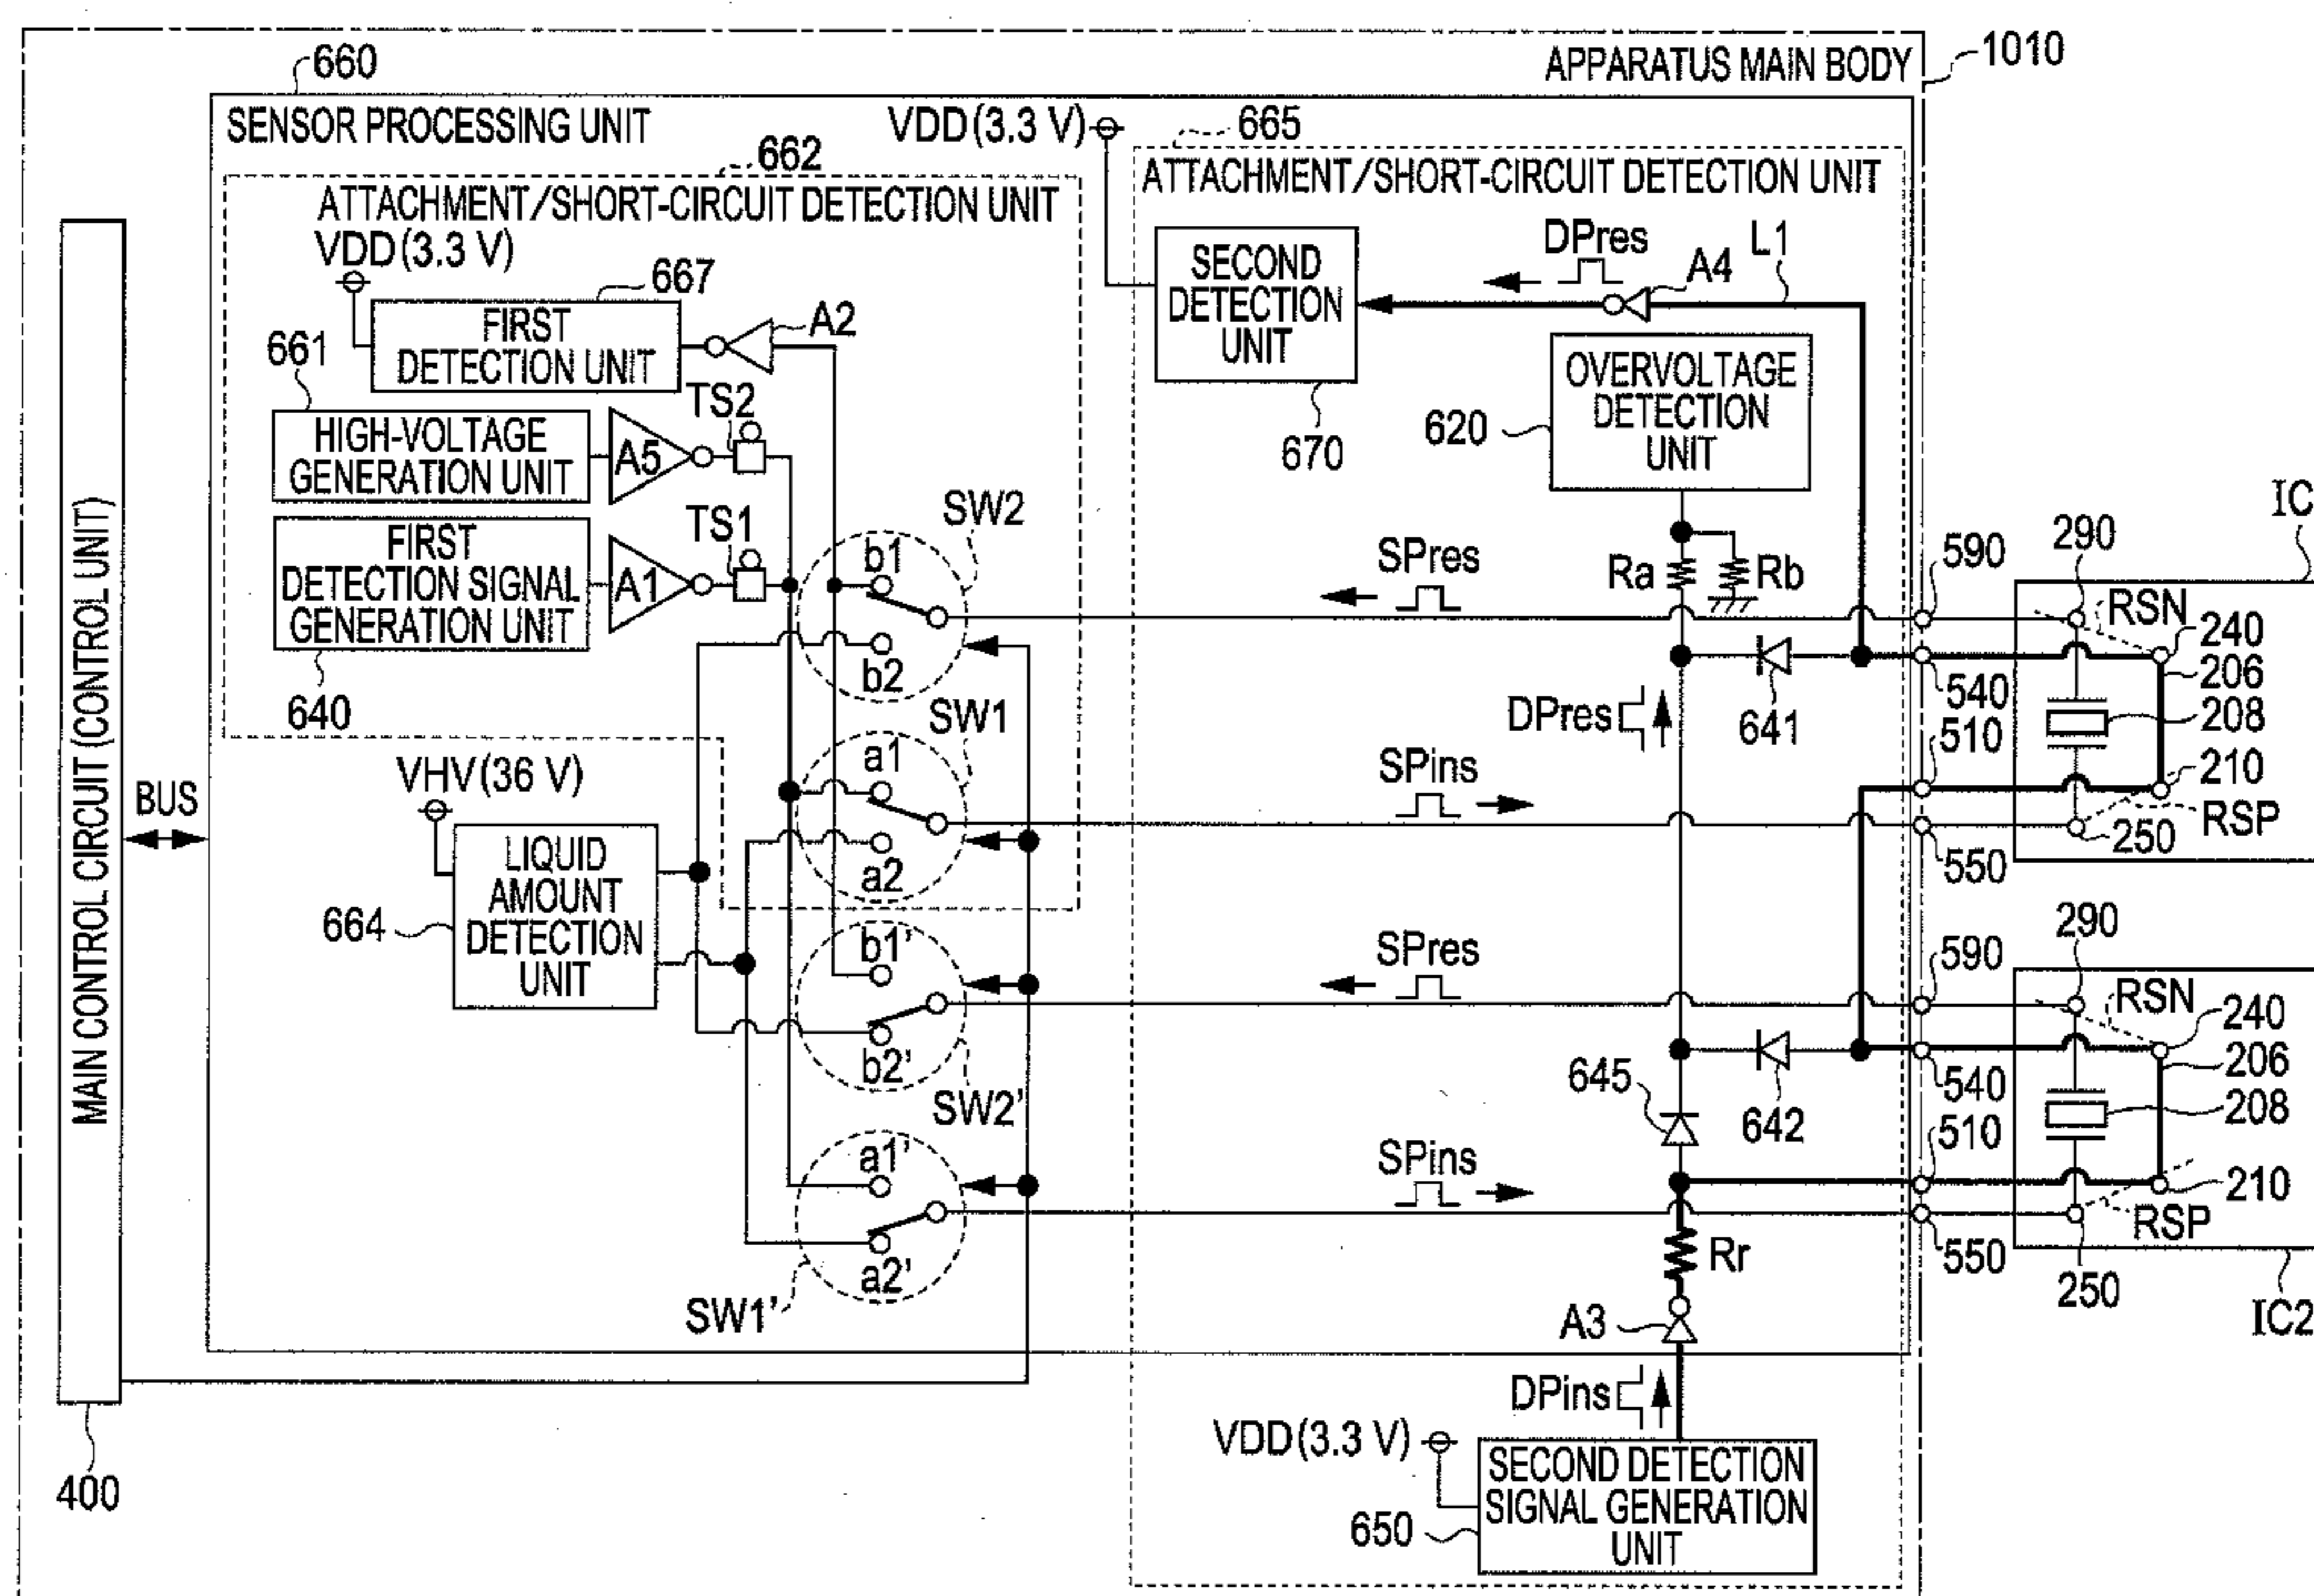 APPARATUS MAIN BODY
1010
660
SENSOR PROCESSING UNIT
VDD (3.3 V)
665
662
ATTACHMENT/SHORT-CIRCUIT DETECTION UNIT
ATTACHMENT/SHORT-CIRCUIT DETECTION UNIT
VDD (3.3 V)
667
FIRST
DETECTION UNIT
A2
SECOND
DETECTION
UNIT
670
DPres
A4
L1
661
HIGH-VOLTAGE
GENERATION UNIT
A5
TS2
620
OVERVOLTAGE
DETECTION
UNIT
FIRST
DETECTION SIGNAL
GENERATION UNIT
640
A1
TS1
SW2
b1
b2
SPres
Ra
Rb
590
290
IC
RSN
240
206
208
210
RSP
250
540
510
550
641
DPres
SW1
a1
a2
SPins
MAIN CONTROL CIRCUIT (CONTROL UNIT)
BUS
VHV (36 V)
LIQUID
AMOUNT
DETECTION
UNIT
664
b1'
b2'
SW2'
SPres
590
290
RSN
240
206
208
210
RSP
250
540
510
550
IC2
645
642
a1'
a2'
SW1'
SPins
Rr
A3
DPins
VDD (3.3 V)
SECOND DETECTION
SIGNAL GENERATION
UNIT
650
400